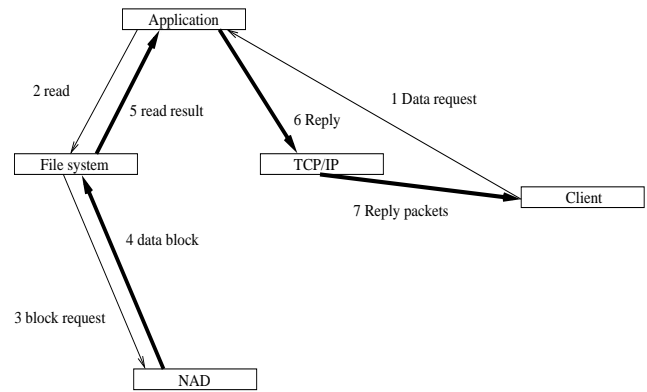 Application
2 read
1 Data request
5 read result
6 Reply
File system
TCP/IP
Client
7 Reply packets
4 data block
3 block request
NAD